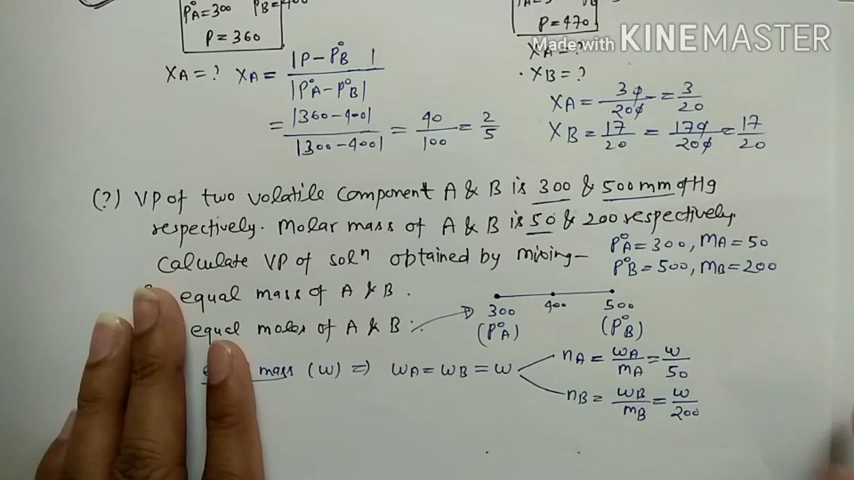 P°A=300 P°B=400
P=360
P=470
Made with KINEMASTER
XA=? XA= |P-P°B| / |P°A-P°B|
XA=?
XB=?
= |360-400| / |300-400| = 40/100 = 2/5
XA = 30/200 = 3/20
XB = 17/20 = 170/200 = 17/20
(?) VP of two volatile component A & B is 300 & 500 mm of Hg
respectively. Molar mass of A & B is 50 & 200 respectively,
calculate VP of solⁿ obtained by mixing-
P°A=300, MA=50
P°B=500, MB=200
equal mass of A & B.
300 400 500
equal moles of A & B:
(P°A) (P°B)
mass (w) => wA=wB=w
nA = wA/mA = w/50
nB = wB/mB = w/200